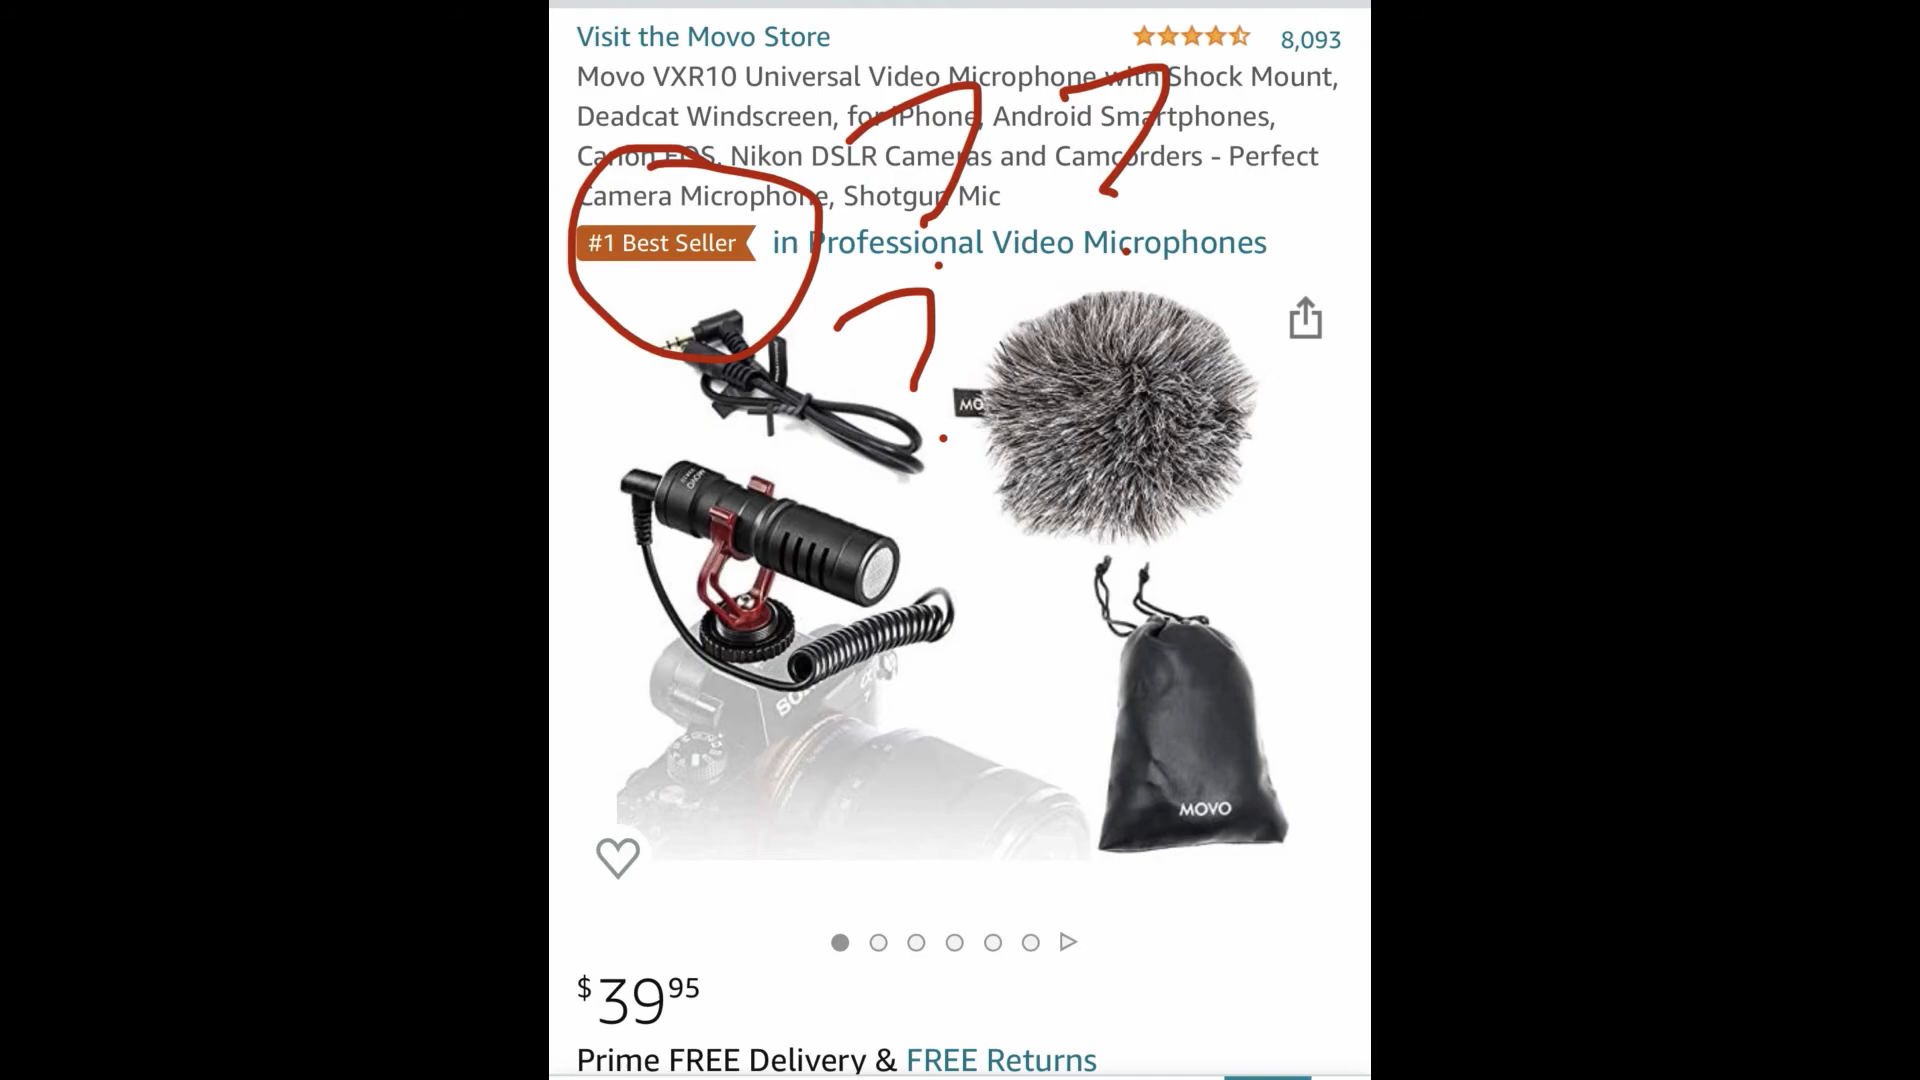 Visit the Movo Store
8,093
Movo VXR10 Universal Video Microphone with Shock Mount,
Deadcat Windscreen, for iPhone, Android Smartphones,
Canon EOS, Nikon DSLR Cameras and Camcorders - Perfect
Camera Microphone, Shotgun Mic
#1 Best Seller in Professional Video Microphones
? ? ?
MO
MOVO
MOVO
$39 95
Prime FREE Delivery & FREE Returns